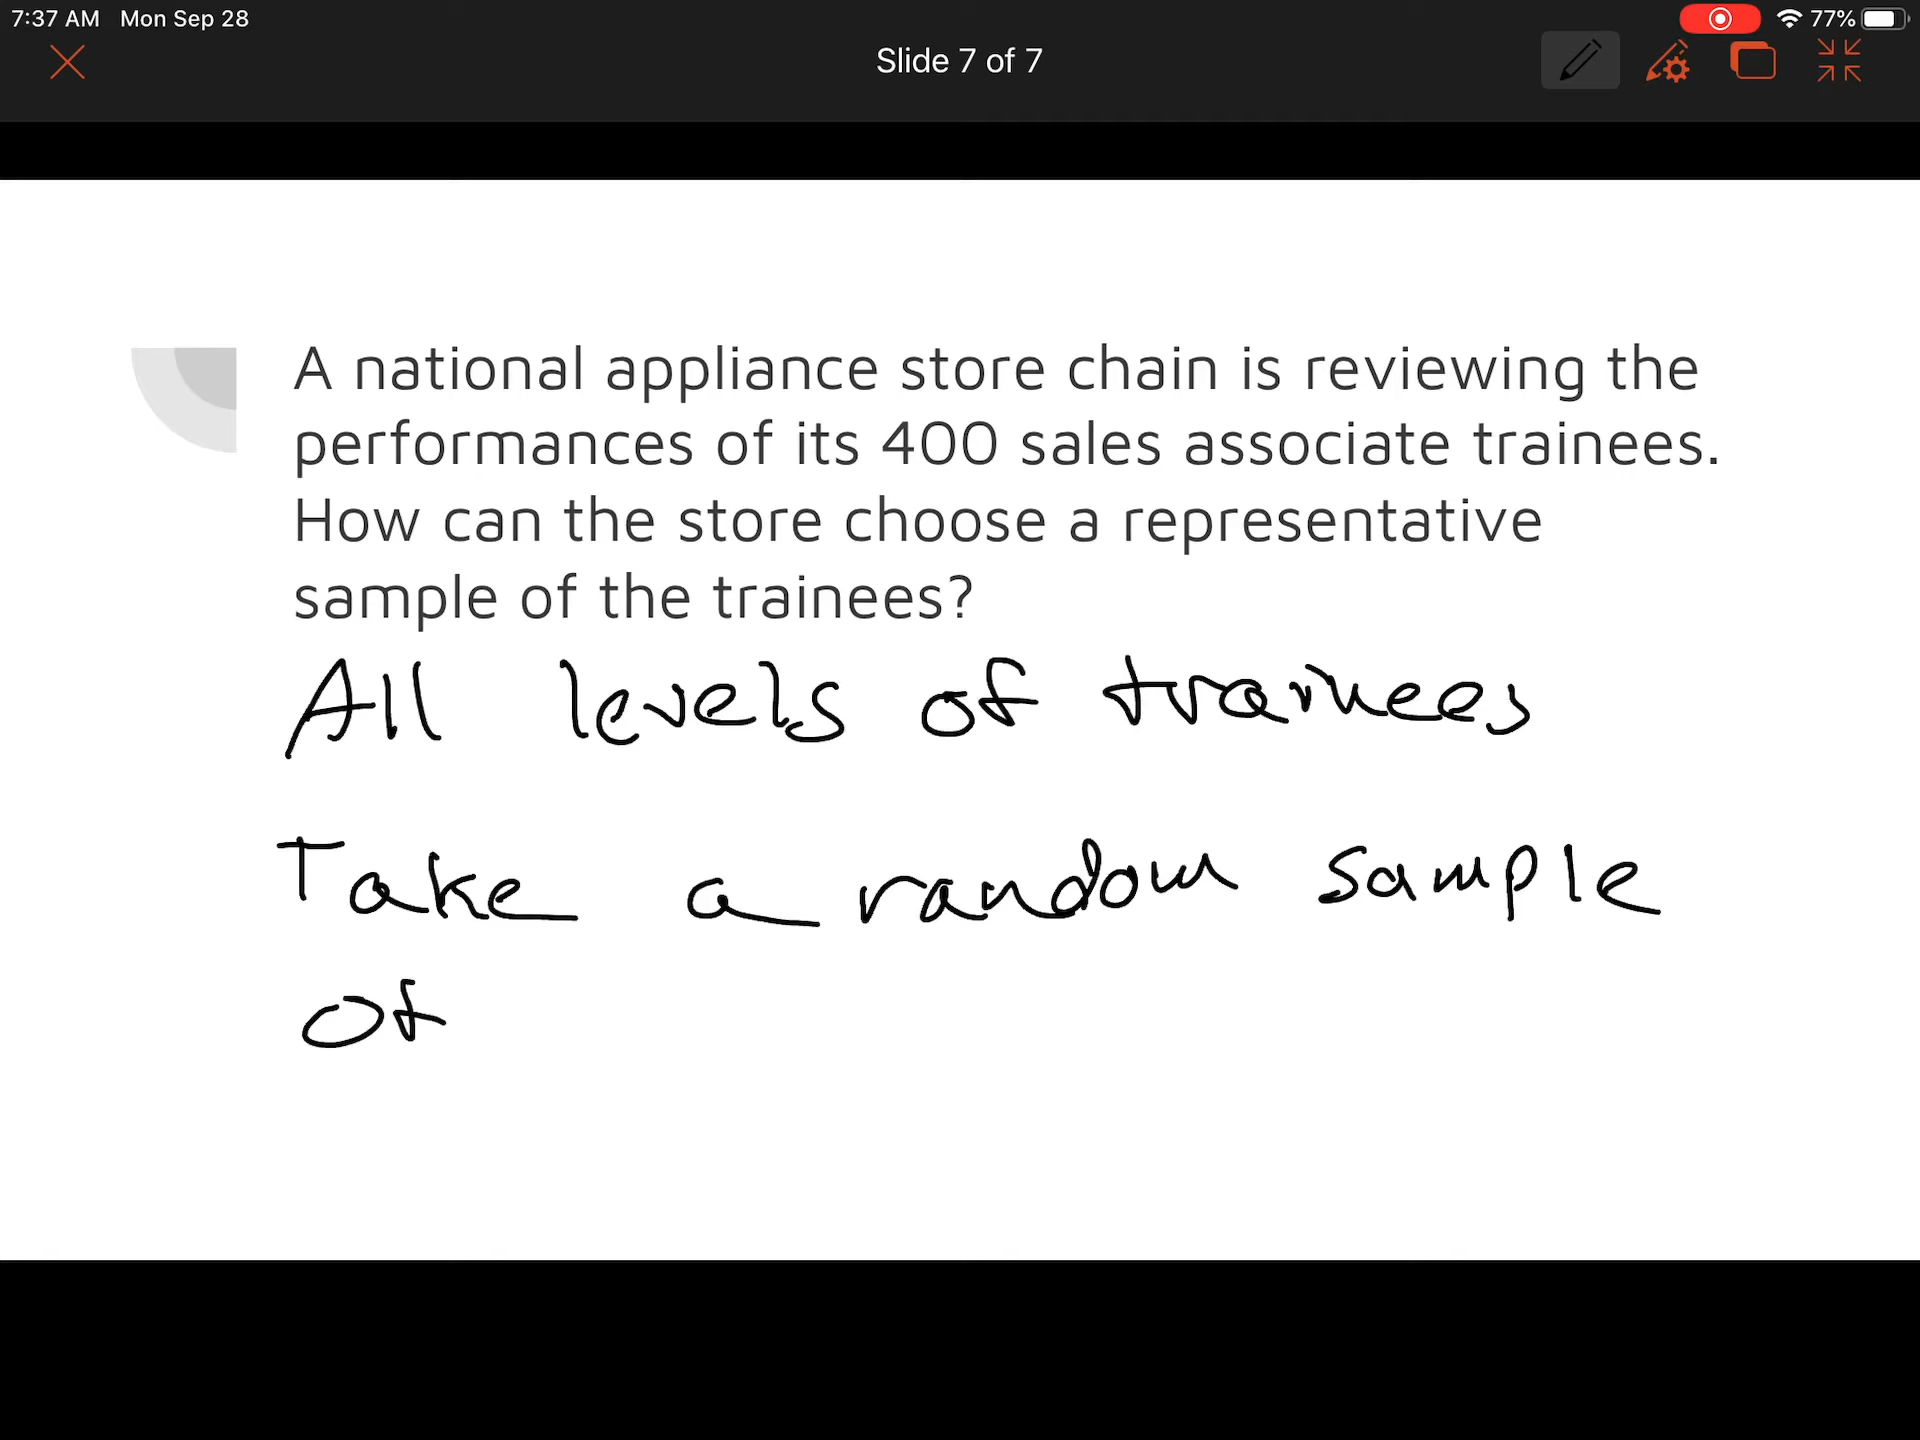 7:37 AM Mon Sep 28
77%
Slide 7 of 7
A national appliance store chain is reviewing the
performances of its 400 sales associate trainees.
How can the store choose a representative
sample of the trainees?
All levels of trainees
Take a random sample
of